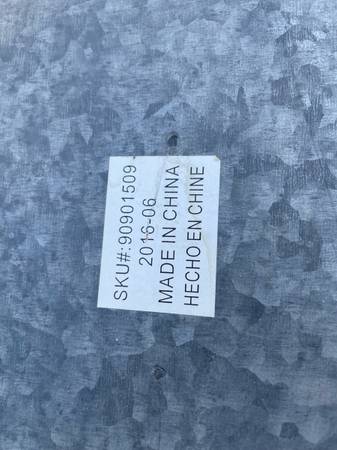 SKU#:90901509
2016-06
MADE IN CHINA
HECHO EN CHINE